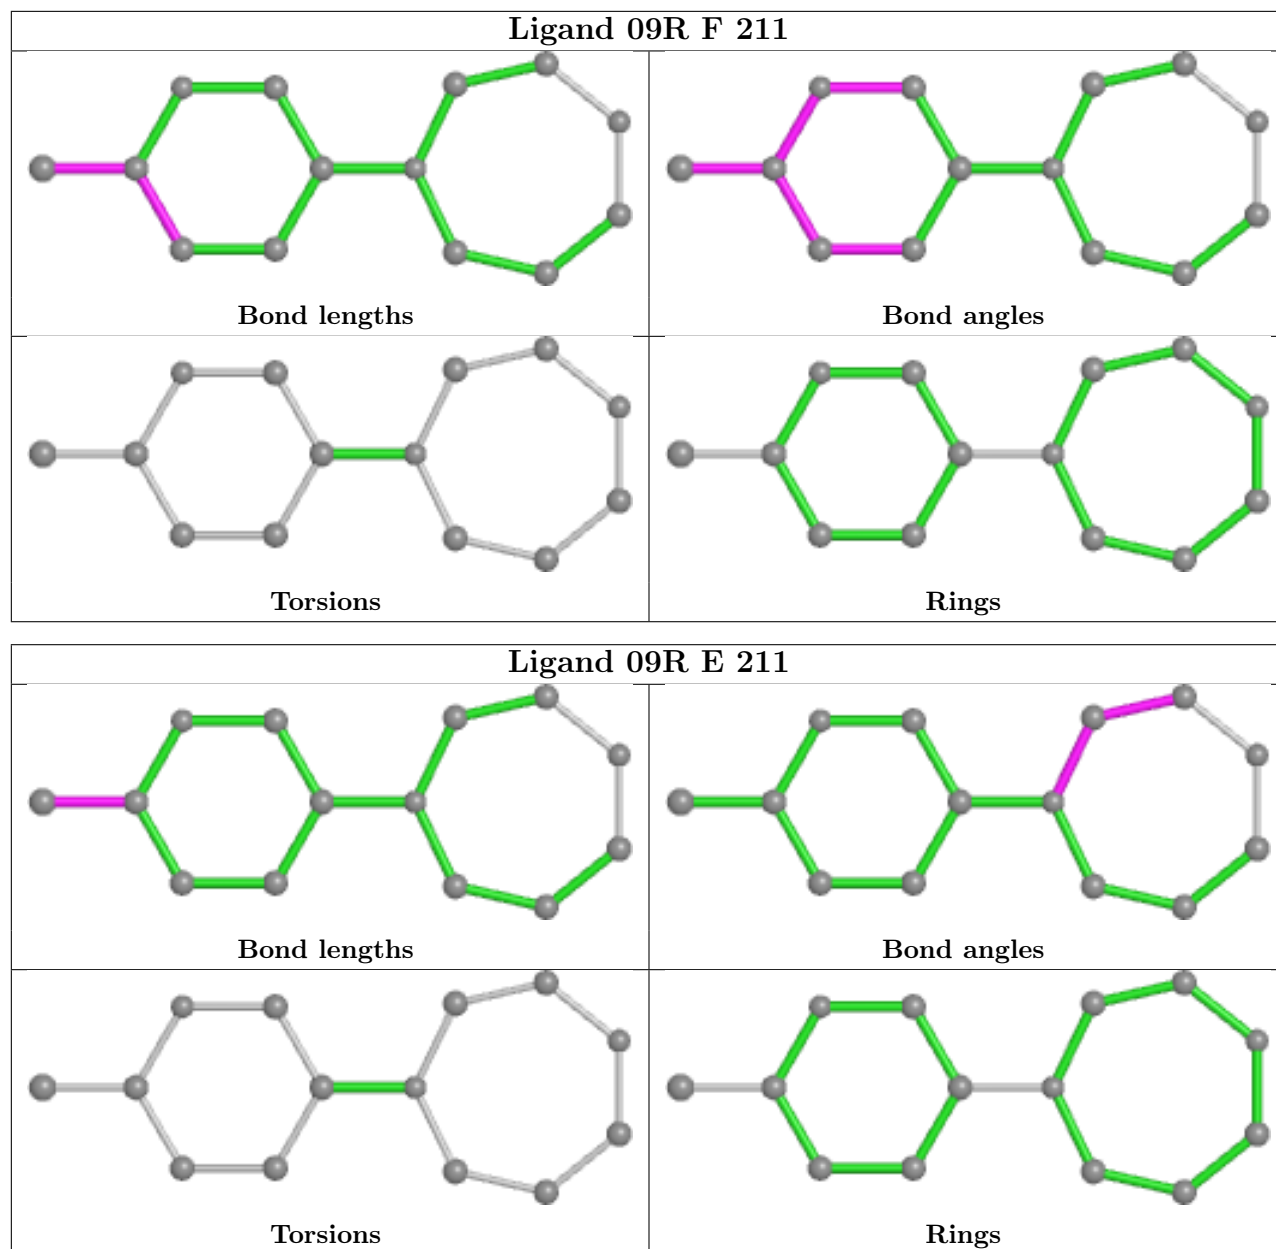 Ligand 09R F 211
Bond lengths
Bond angles
Torsions
Rings
Ligand 09R E 211
Bond lengths
Bond angles
Torsions
Rings